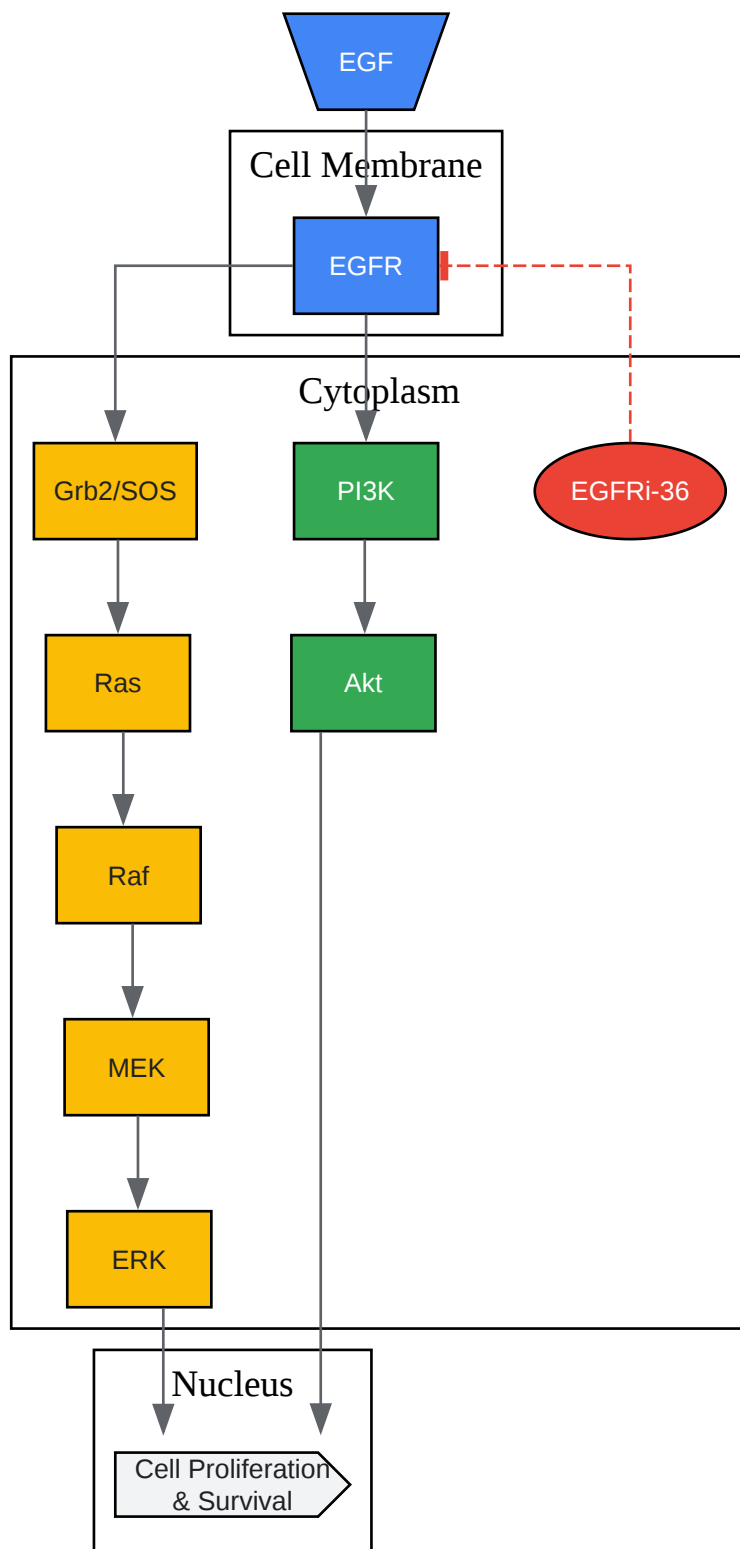 EGF
Cell Membrane
EGFR
Cytoplasm
Grb2/SOS
PI3K
EGFRi-36
Ras
Akt
Raf
MEK
ERK
Nucleus
Cell Proliferation
& Survival